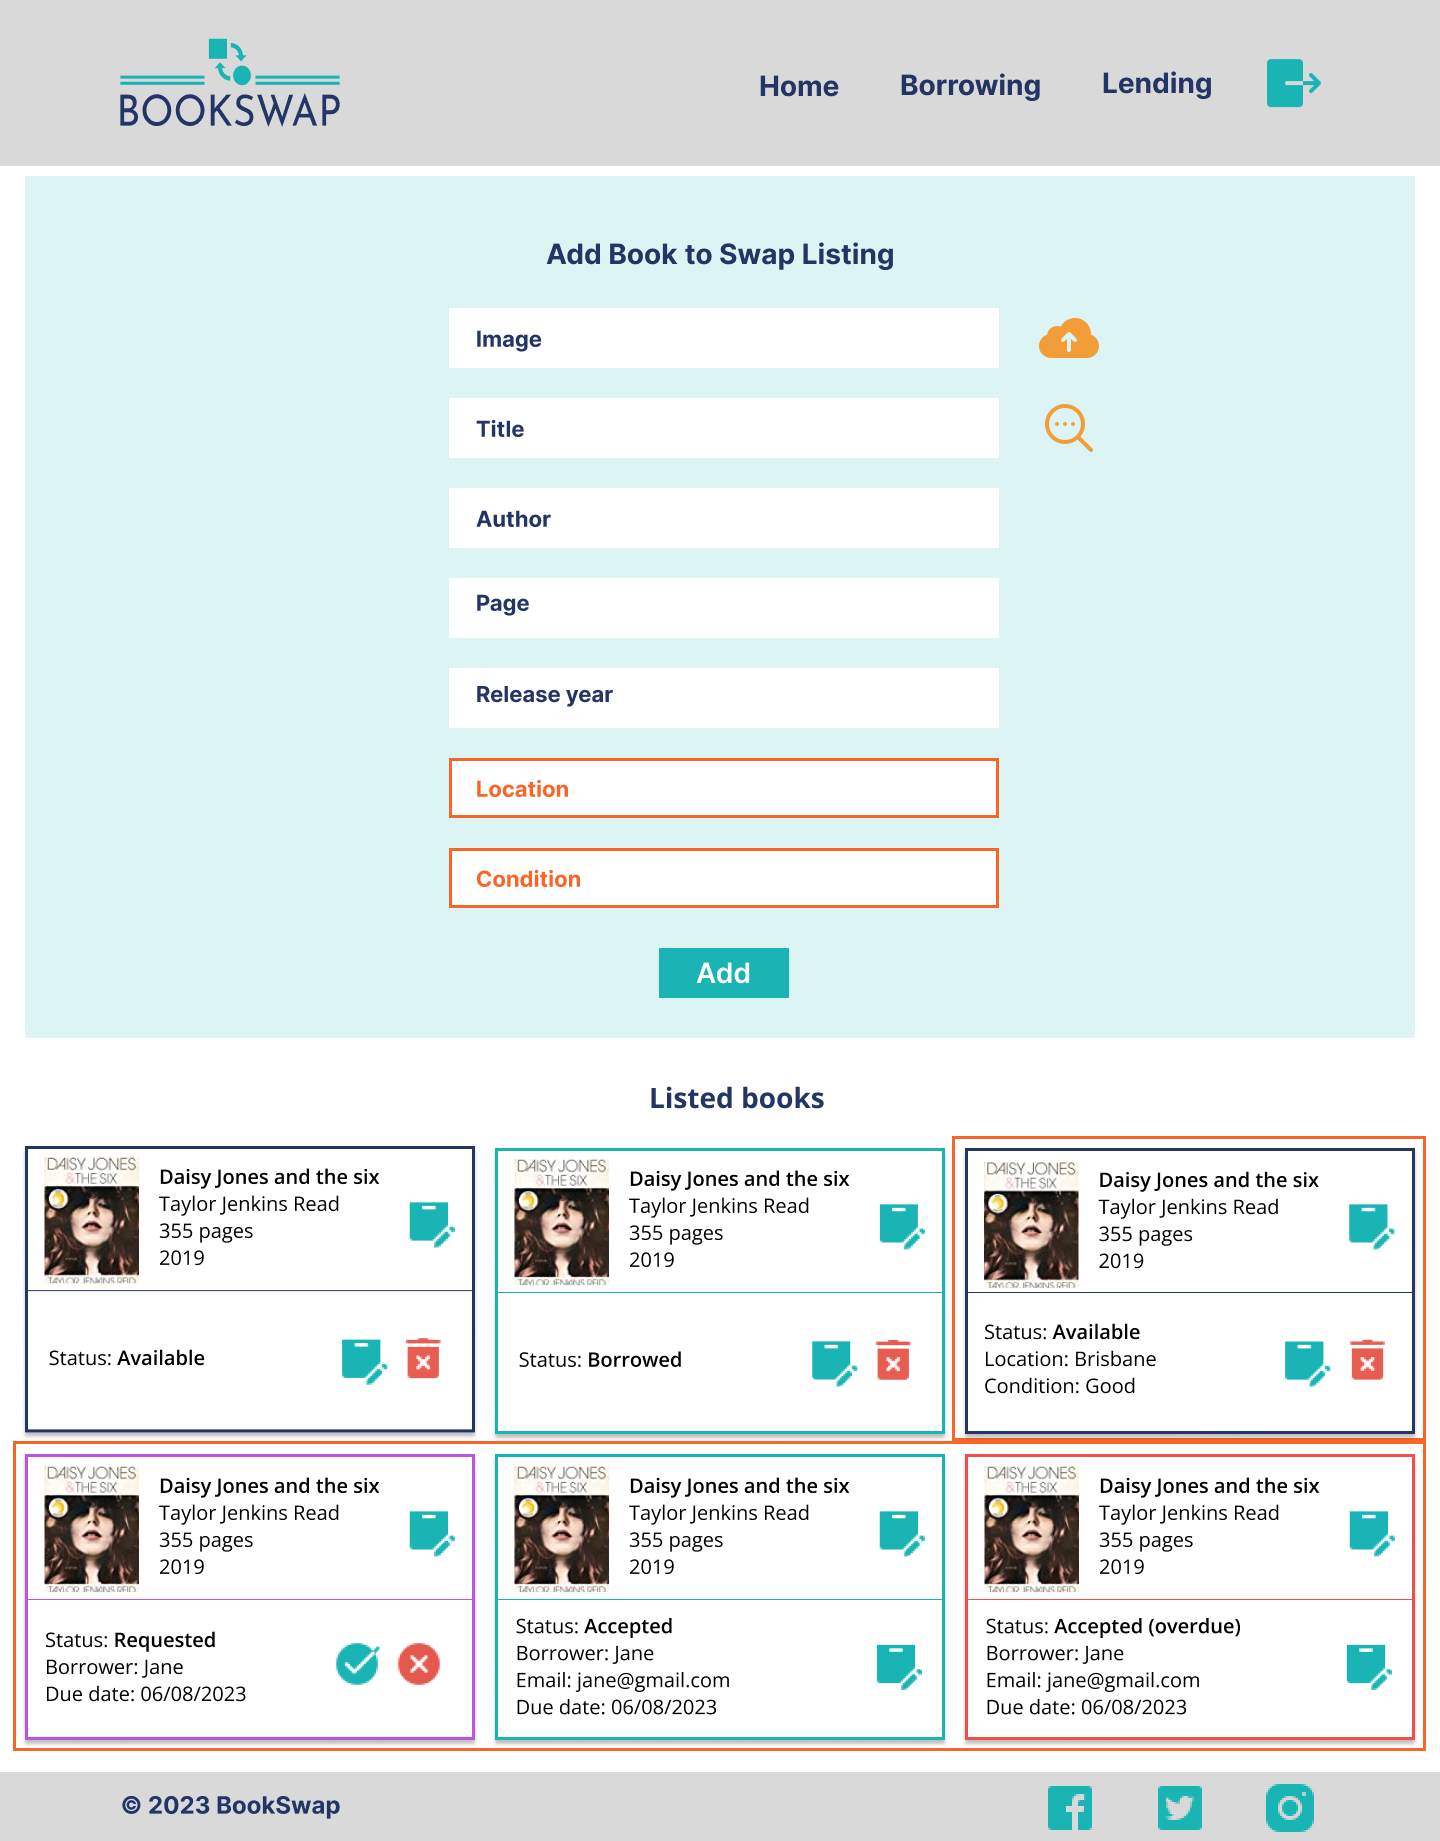 BOOKSWAP
Home
Borrowing
Lending
Add Book to Swap Listing
Image
Title
Author
Page
Release year
Location
Condition
Add
Listed books
DAISY JONES
&THE SIX
TAYLOR JENKINS REID
Daisy Jones and the six
Taylor Jenkins Read
355 pages
2019
Status: Available
DAISY JONES
&THE SIX
TAYLOR JENKINS REID
Daisy Jones and the six
Taylor Jenkins Read
355 pages
2019
Status: Borrowed
DAISY JONES
&THE SIX
TAYLOR JENKINS REID
Daisy Jones and the six
Taylor Jenkins Read
355 pages
2019
Status: Available
Location: Brisbane
Condition: Good
DAISY JONES
&THE SIX
TAYLOR JENKINS REID
Daisy Jones and the six
Taylor Jenkins Read
355 pages
2019
Status: Requested
Borrower: Jane
Due date: 06/08/2023
DAISY JONES
&THE SIX
TAYLOR JENKINS REID
Daisy Jones and the six
Taylor Jenkins Read
355 pages
2019
Status: Accepted
Borrower: Jane
Email: jane@gmail.com
Due date: 06/08/2023
DAISY JONES
&THE SIX
TAYLOR JENKINS REID
Daisy Jones and the six
Taylor Jenkins Read
355 pages
2019
Status: Accepted (overdue)
Borrower: Jane
Email: jane@gmail.com
Due date: 06/08/2023
© 2023 BookSwap